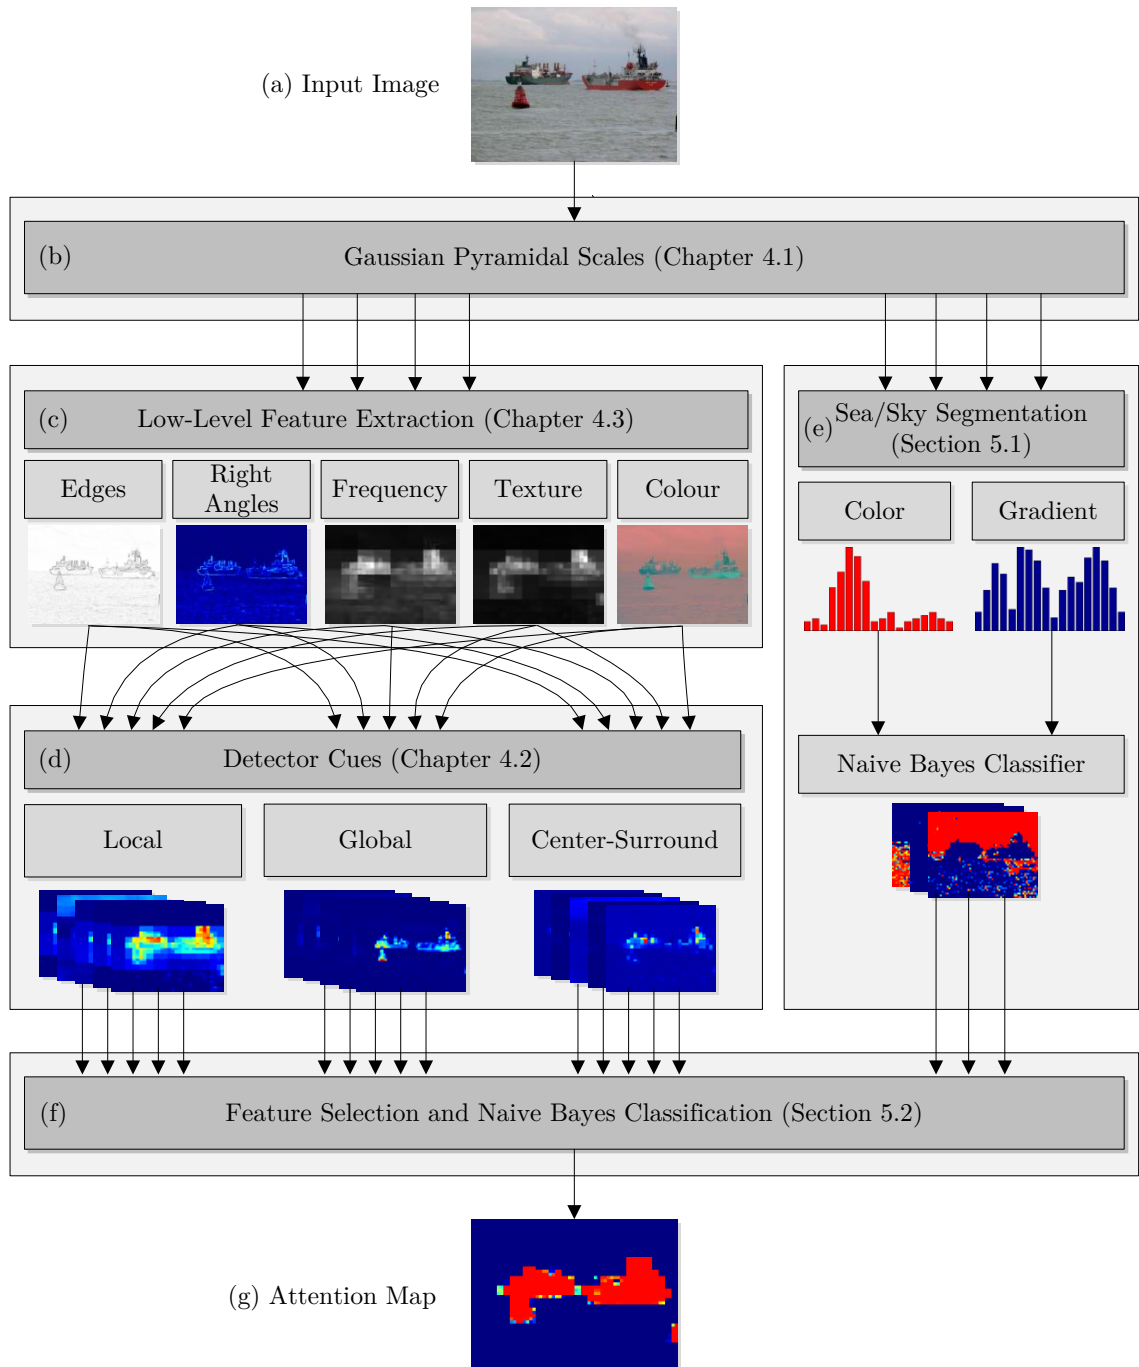 (a) Input Image
(b)
Gaussian Pyramidal Scales (Chapter 4.1)
(c)
Low-Level Feature Extraction (Chapter 4.3)
Edges
Right
Angles
Frequency
Texture
Colour
(e)
Sea/Sky Segmentation
(Section 5.1)
Color
Gradient
Naive Bayes Classifier
(d)
Detector Cues (Chapter 4.2)
Local
Global
Center-Surround
(f)
Feature Selection and Naive Bayes Classification (Section 5.2)
(g) Attention Map